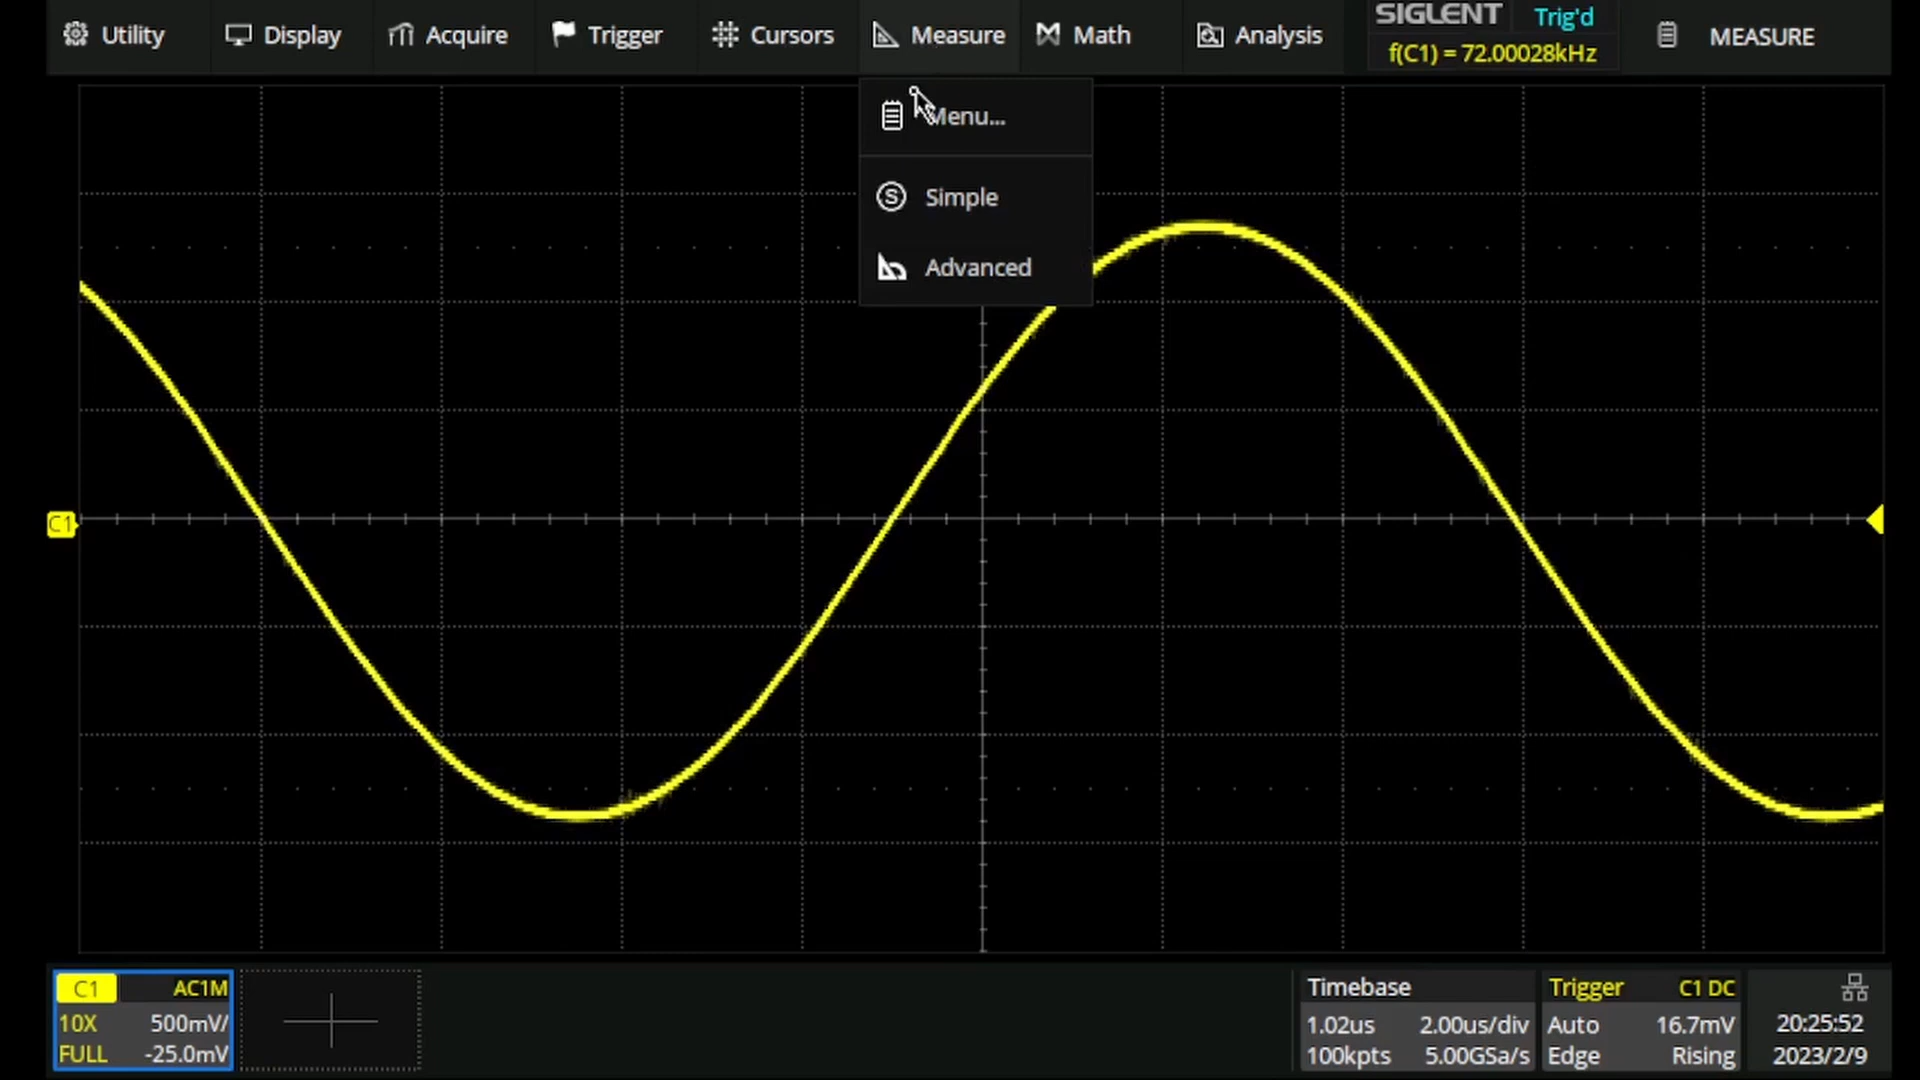 Utility
Display
Acquire
Trigger
Cursors
Measure
Math
Analysis
SIGLENT
Trig'd
f(C1) = 72.00028kHz
MEASURE
Menu...
Simple
Advanced
C1
C1 AC1M
10X 500mV/
FULL -25.0mV
Timebase
1.02us 2.00us/div
100kpts 5.00GSa/s
Trigger C1 DC
Auto 16.7mV
Edge Rising
20:25:52
2023/2/9